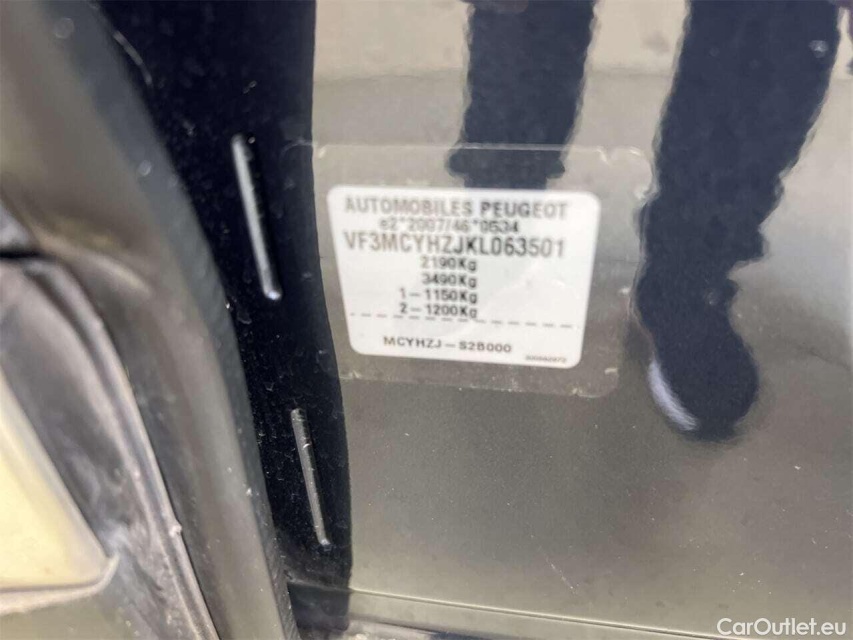 AUTOMOBILES PEUGEOT
e2*2007/46*0534
VF3MCYHZJKL063501
2190Kg
3490Kg
1-1150Kg
2-1200Kg
MCYHZJ-S2B000
CarOutlet.eu